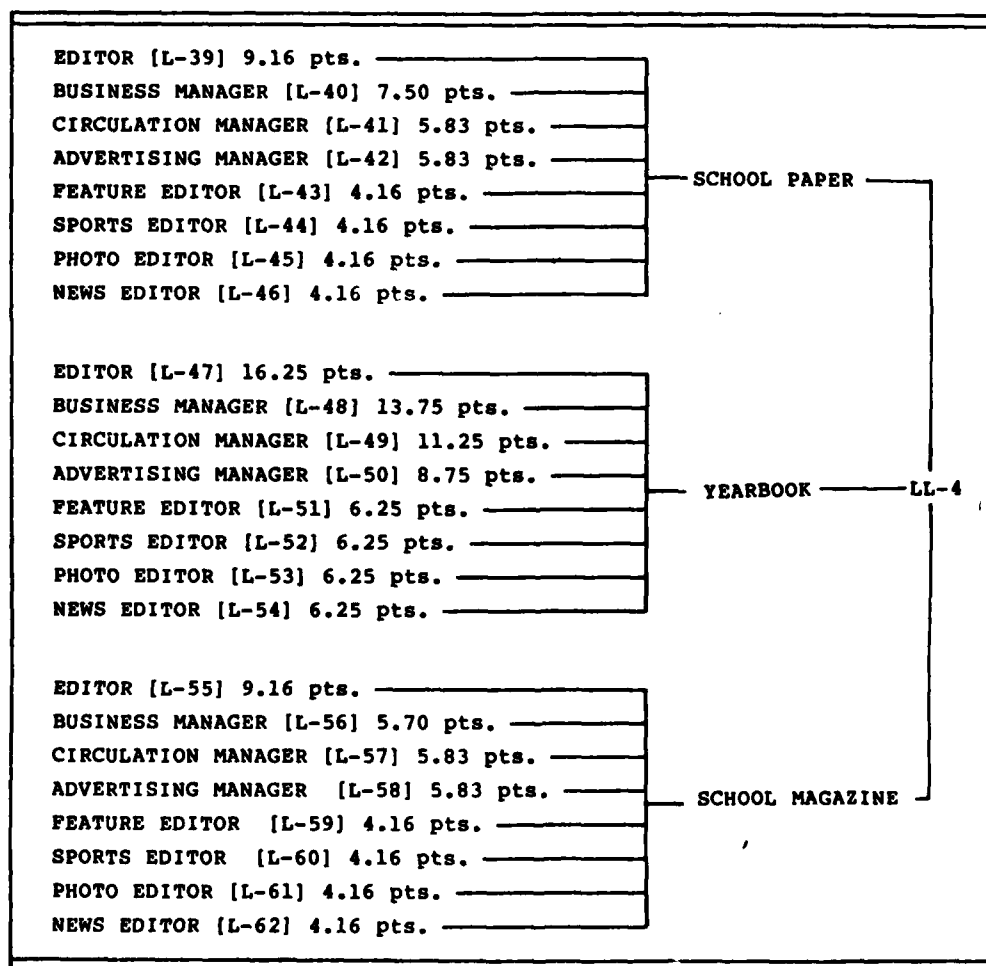 EDITOR [L-39] 9.16 pts.
BUSINESS MANAGER [L-40] 7.50 pts.
CIRCULATION MANAGER [L-41] 5.83 pts.
ADVERTISING MANAGER [L-42] 5.83 pts.
FEATURE EDITOR [L-43] 4.16 pts.
SPORTS EDITOR [L-44] 4.16 pts.
PHOTO EDITOR [L-45] 4.16 pts.
NEWS EDITOR [L-46] 4.16 pts.
SCHOOL PAPER
EDITOR [L-47] 16.25 pts.
BUSINESS MANAGER [L-48] 13.75 pts.
CIRCULATION MANAGER [L-49] 11.25 pts.
ADVERTISING MANAGER [L-50] 8.75 pts.
FEATURE EDITOR [L-51] 6.25 pts.
SPORTS EDITOR [L-52] 6.25 pts.
PHOTO EDITOR [L-53] 6.25 pts.
NEWS EDITOR [L-54] 6.25 pts.
YEARBOOK
LL-4
EDITOR [L-55] 9.16 pts.
BUSINESS MANAGER [L-56] 5.70 pts.
CIRCULATION MANAGER [L-57] 5.83 pts.
ADVERTISING MANAGER [L-58] 5.83 pts.
FEATURE EDITOR [L-59] 4.16 pts.
SPORTS EDITOR [L-60] 4.16 pts.
PHOTO EDITOR [L-61] 4.16 pts.
NEWS EDITOR [L-62] 4.16 pts.
SCHOOL MAGAZINE